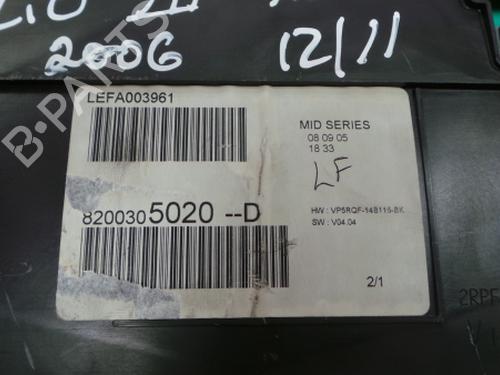 2006
12/11
LEFA003961
MID SERIES
08 09 05
18 33
LF
HW : VP5RQF-14B115-BK
SW : V04.04
8200305020 --D
2/1
2RPF
B-PARTS